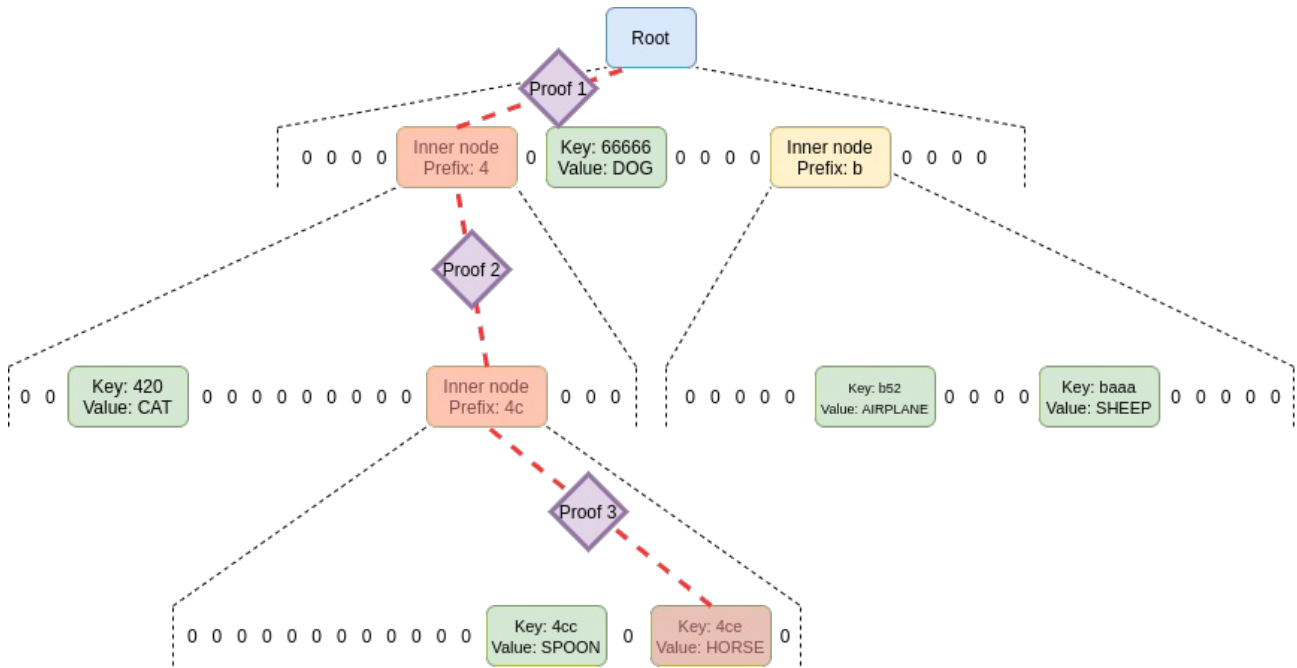 Root
Proof 1
0 0 0 0
Inner node
Prefix: 4
0
Key: 66666
Value: DOG
0 0 0 0
Inner node
Prefix: b
0 0 0 0
Proof 2
0 0
Key: 420
Value: CAT
0 0 0 0 0 0 0 0 0
Inner node
Prefix: 4c
0 0 0
0 0 0 0 0
Key: b52
Value: AIRPLANE
0 0 0 0
Key: baaa
Value: SHEEP
0 0 0 0 0
Proof 3
0 0 0 0 0 0 0 0 0 0 0 0
Key: 4cc
Value: SPOON
0
Key: 4ce
Value: HORSE
0